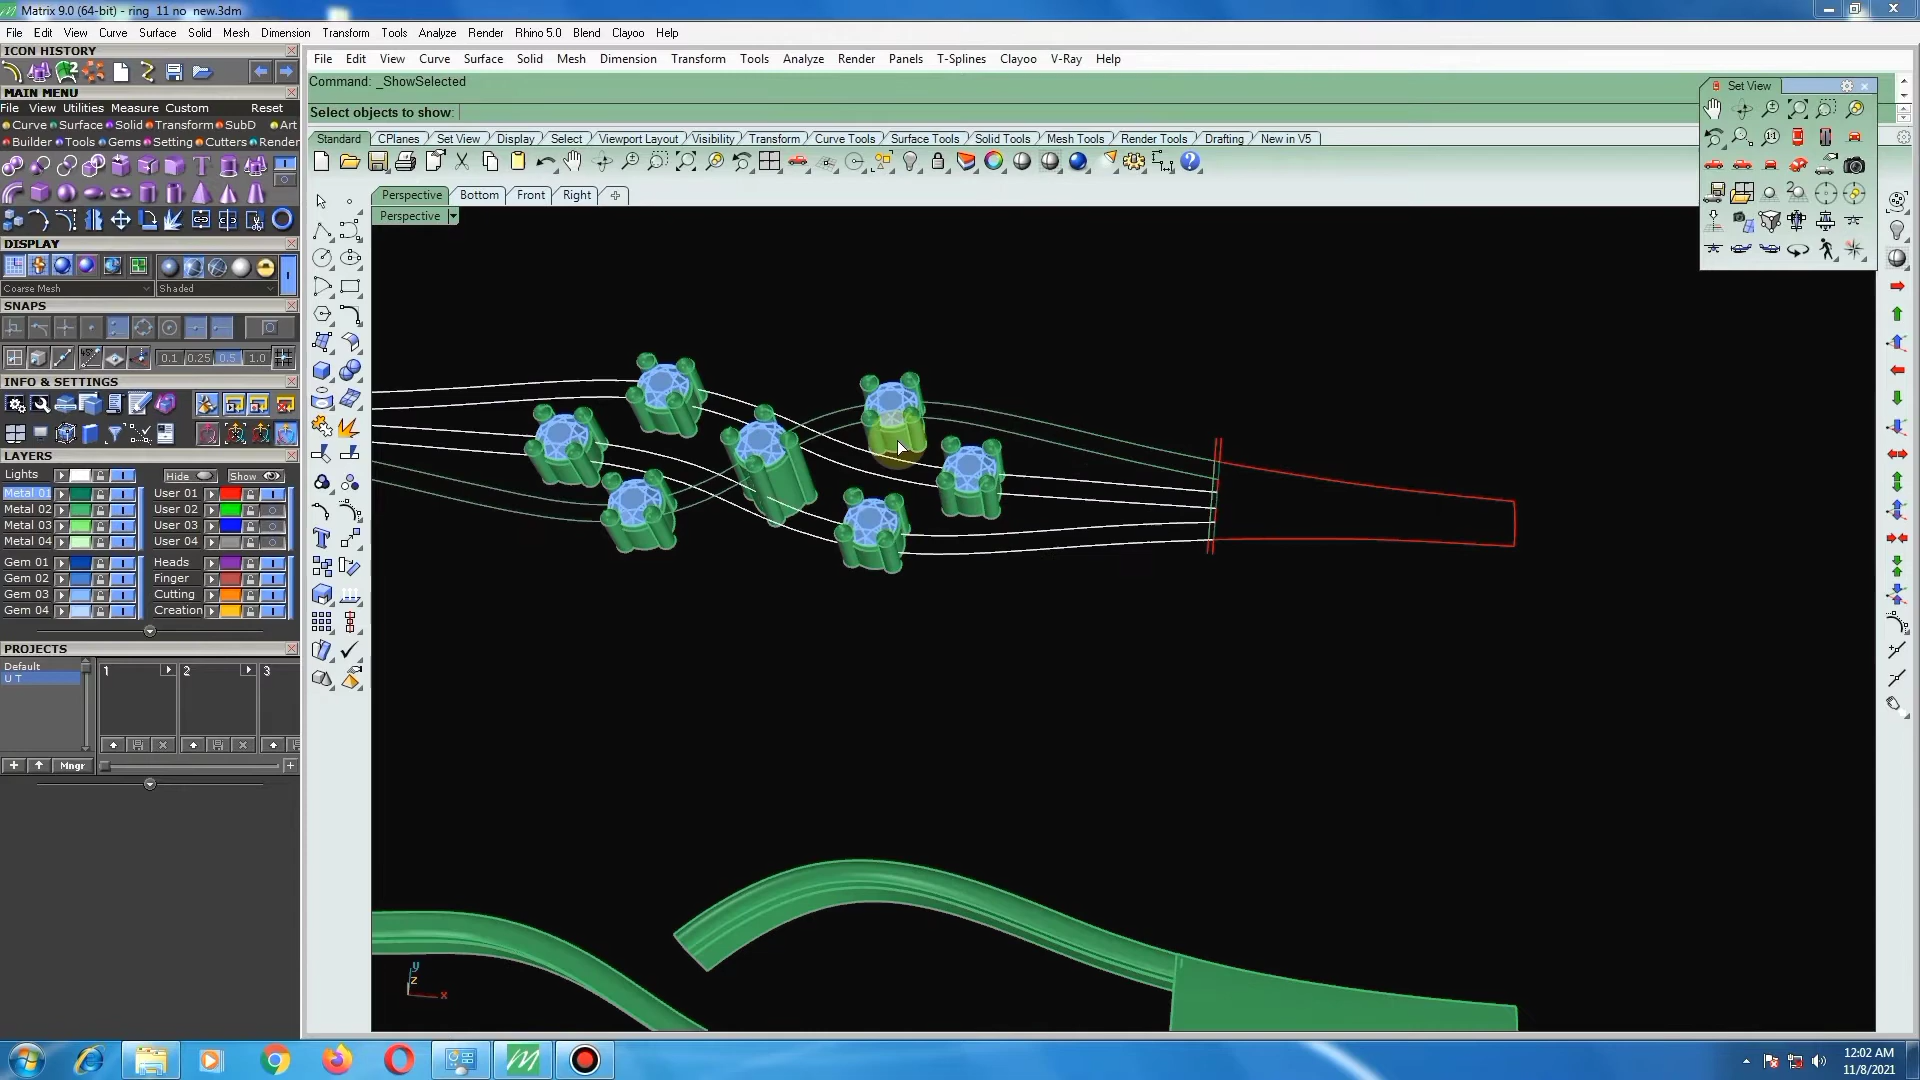 Matrix 9.0 (64-bit) - ring  11 no  new.3dm
File Edit View Curve Surface Solid Mesh Dimension Transform Tools Analyze Render Rhino 5.0 Blend Clayoo Help
ICON HISTORY
MAIN MENU
File View Utilities Measure Custom Reset
Curve Surface Solid Transform SubD Art
Builder Tools Gems Setting Cutters Render
DISPLAY
Coarse Mesh Shaded
SNAPS
0.1 0.25 0.5 1.0
INFO & SETTINGS
LAYERS
Lights Hide Show
Metal 01 User 01
Metal 02 User 02
Metal 03 User 03
Metal 04 User 04
Gem 01 Heads
Gem 02 Finger
Gem 03 Cutting
Gem 04 Creation
PROJECTS
Default
U T
1 2 3
+ Mngr +
File Edit View Curve Surface Solid Mesh Dimension Transform Tools Analyze Render Panels T-Splines Clayoo V-Ray Help
Command: _ShowSelected
Select objects to show:
Standard CPlanes Set View Display Select Viewport Layout Visibility Transform Curve Tools Surface Tools Solid Tools Mesh Tools Render Tools Drafting New in V5
Perspective Bottom Front Right
Perspective
Set View
y
z
x
12:02 AM
11/8/2021